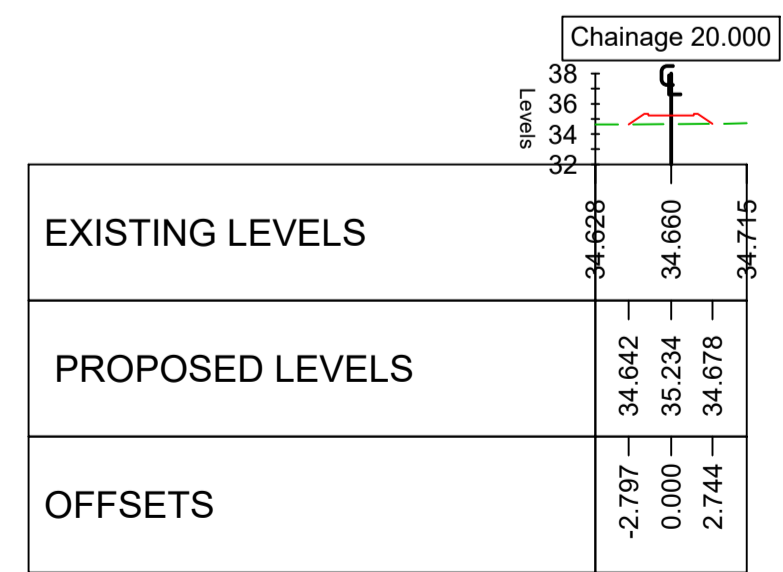 Chainage 20.000
38
36
34
32
Levels
CL
EXISTING LEVELS 34.628 34.660 34.715
PROPOSED LEVELS 34.642 35.234 34.678
OFFSETS -2.797 0.000 2.744